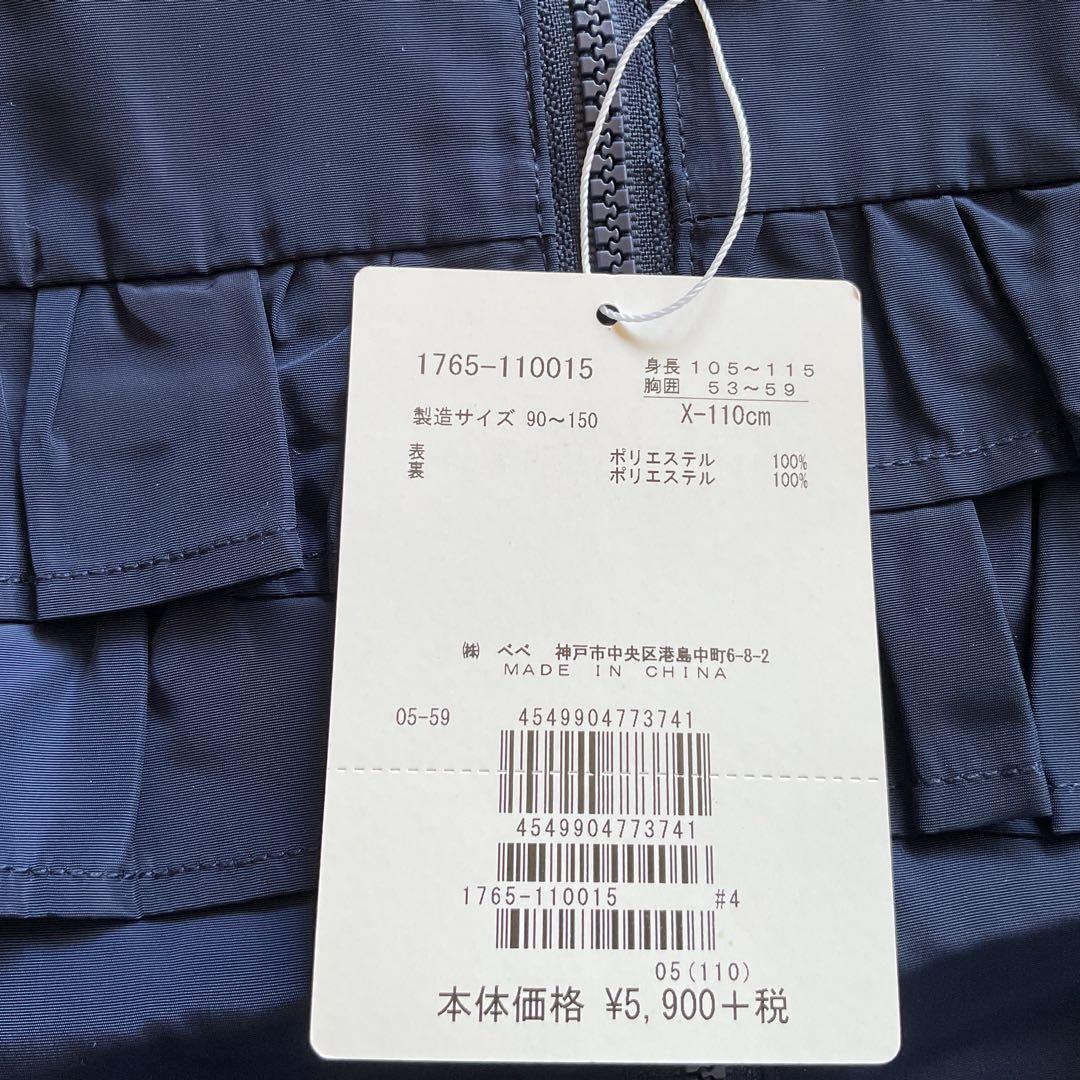 1765-110015
身長 105～115
胸囲 53～59
製造サイズ 90～150
X-110cm
表 ポリエステル 100%
裏 ポリエステル 100%
㈱ べべ 神戸市中央区港島中町6-8-2
MADE IN CHINA
05-59 4549904773741
4549904773741
1765-110015 #4
05(110)
本体価格 ¥5,900+税